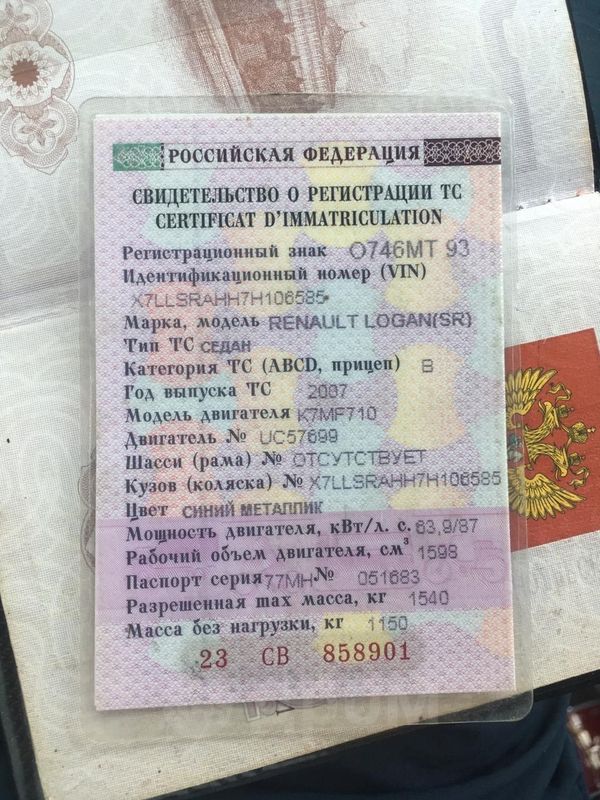 РОССИЙСКАЯ ФЕДЕРАЦИЯ
СВИДЕТЕЛЬСТВО О РЕГИСТРАЦИИ ТС
CERTIFICAT D'IMMATRICULATION
Регистрационный знак О746МТ 93
Идентификационный номер (VIN)
X7LLSRAHH7H106585
Марка, модель RENAULT LOGAN(SR)
Тип ТС СЕДАН
Категория ТС (ABCD, прицеп) B
Год выпуска ТС 2007
Модель двигателя K7MF710
Двигатель № UC57699
Шасси (рама) № ОТСУТСТВУЕТ
Кузов (коляска) № X7LLSRAHH7H106585
Цвет СИНИЙ МЕТАЛЛИК
Мощность двигателя, кВт/л. с. 63,9/87
Рабочий объем двигателя, см³ 1598
Паспорт серия 77МН № 051683
Разрешенная max масса, кг 1540
Масса без нагрузки, кг 1150
23 СВ 858901